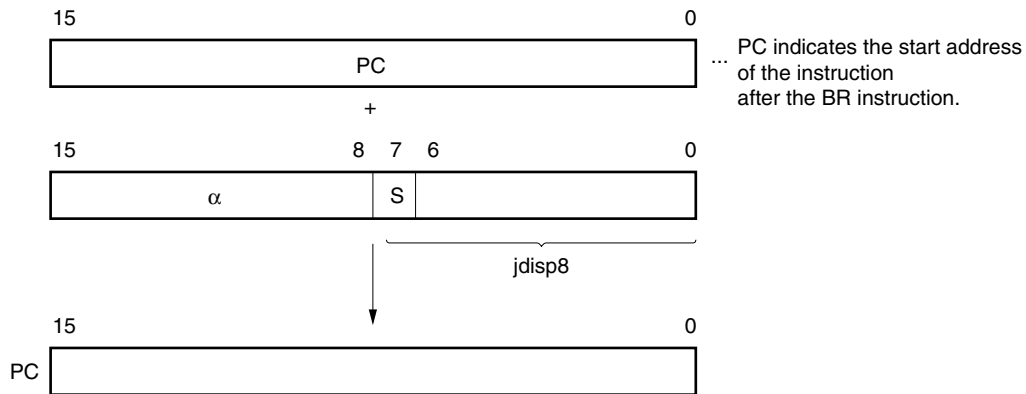 15 0
PC
... PC indicates the start address
of the instruction
after the BR instruction.
+
15 8 7 6 0
α S
jdisp8
15 0
PC